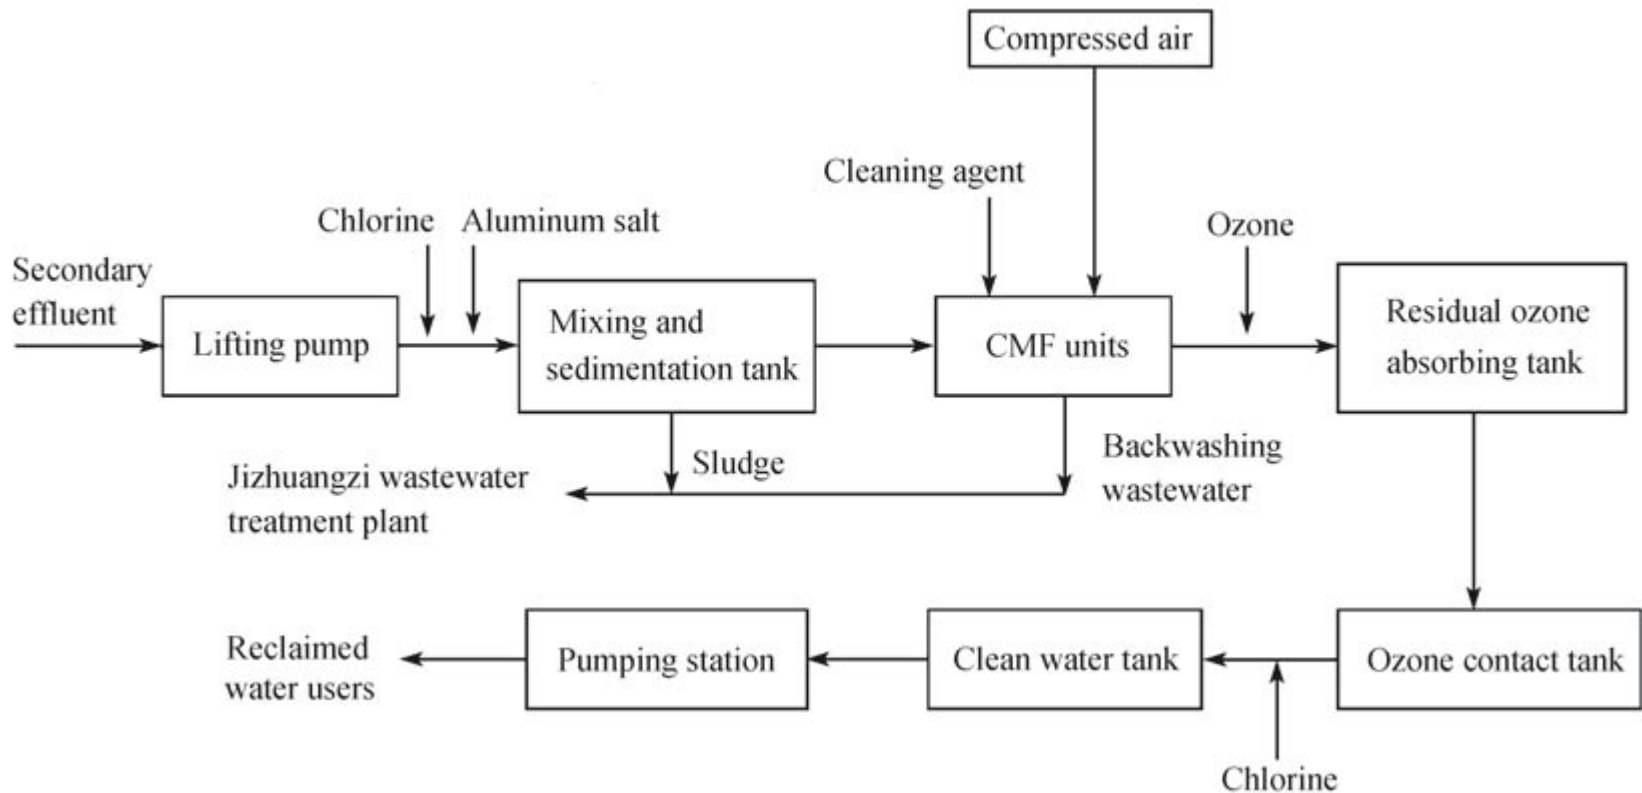 Compressed air
Cleaning agent
Chlorine
Aluminum salt
Ozone
Secondary
effluent
Lifting pump
Mixing and
sedimentation tank
CMF units
Residual ozone
absorbing tank
Sludge
Backwashing
wastewater
Jizhuangzi wastewater
treatment plant
Reclaimed
water users
Pumping station
Clean water tank
Ozone contact tank
Chlorine